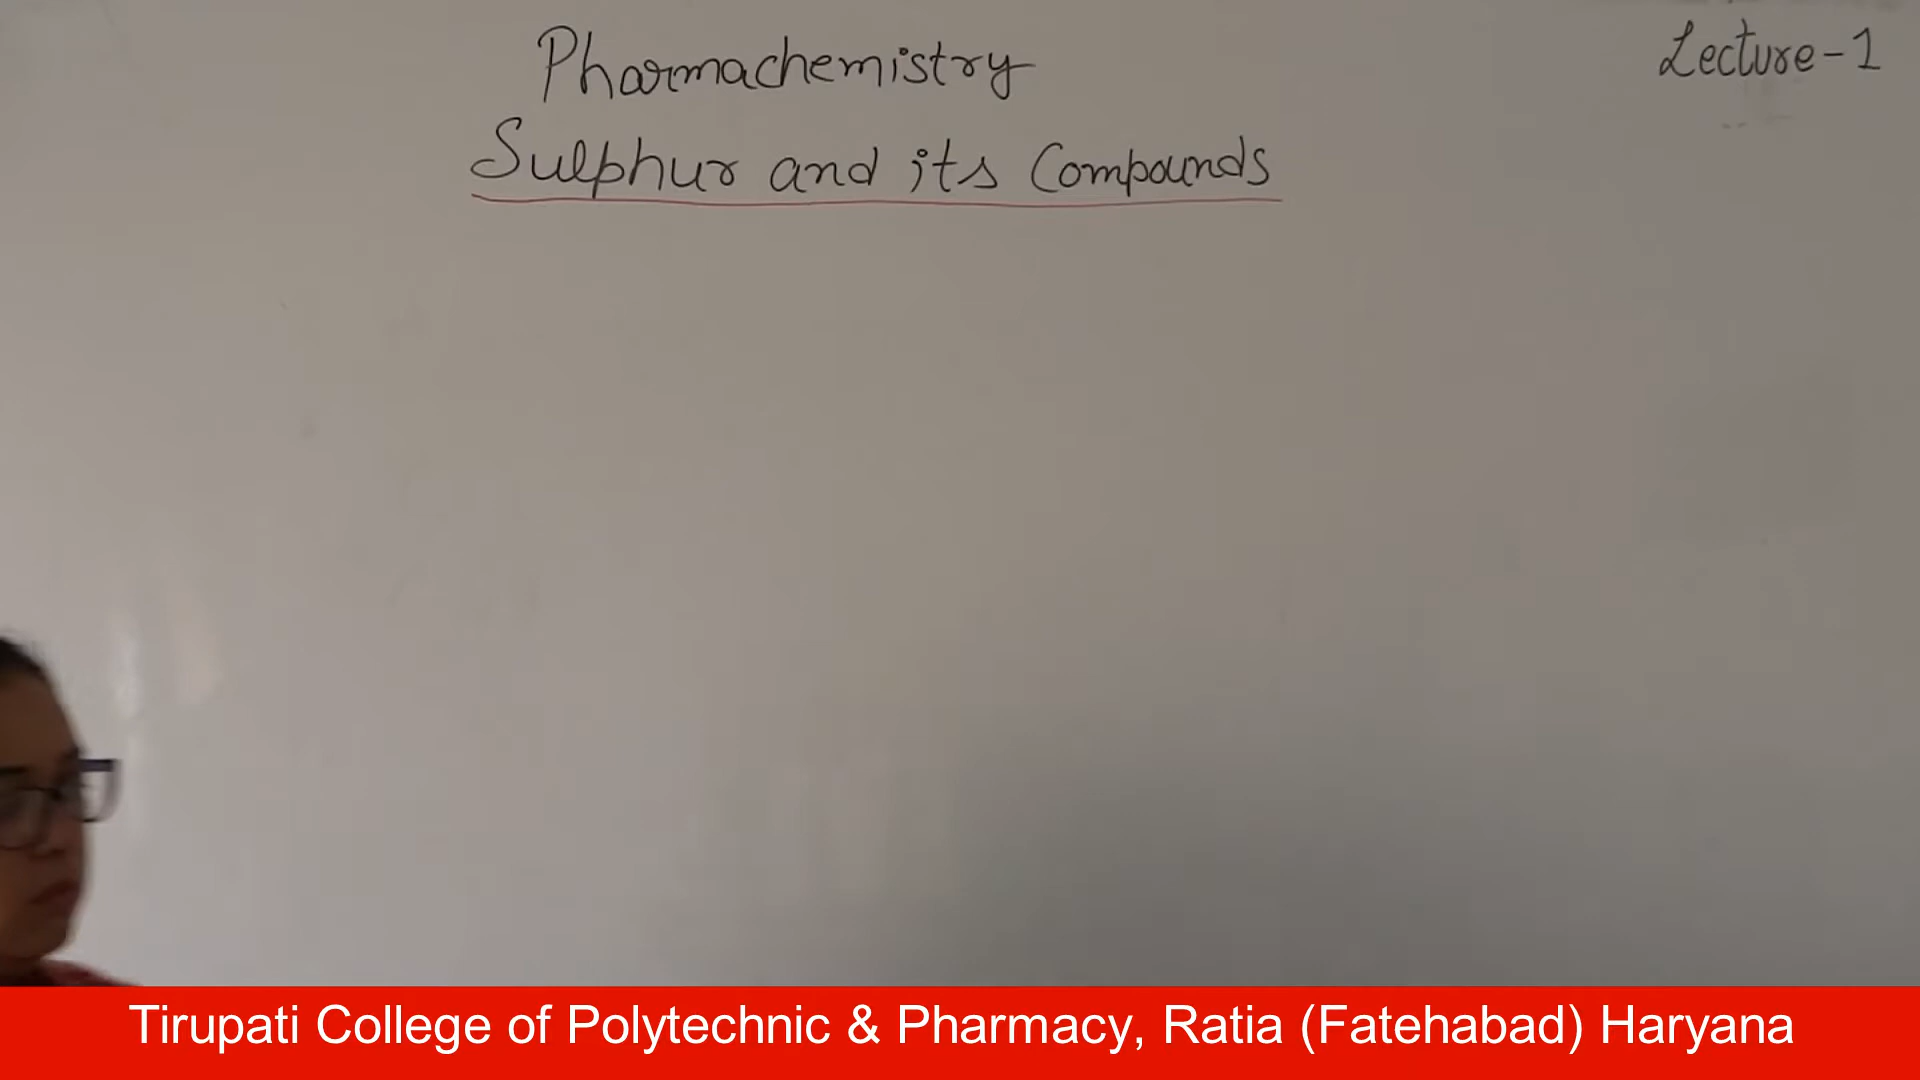 Pharmachemistry
Lecture-1
Sulphur and its Compounds
Tirupati College of Polytechnic & Pharmacy, Ratia (Fatehabad) Haryana